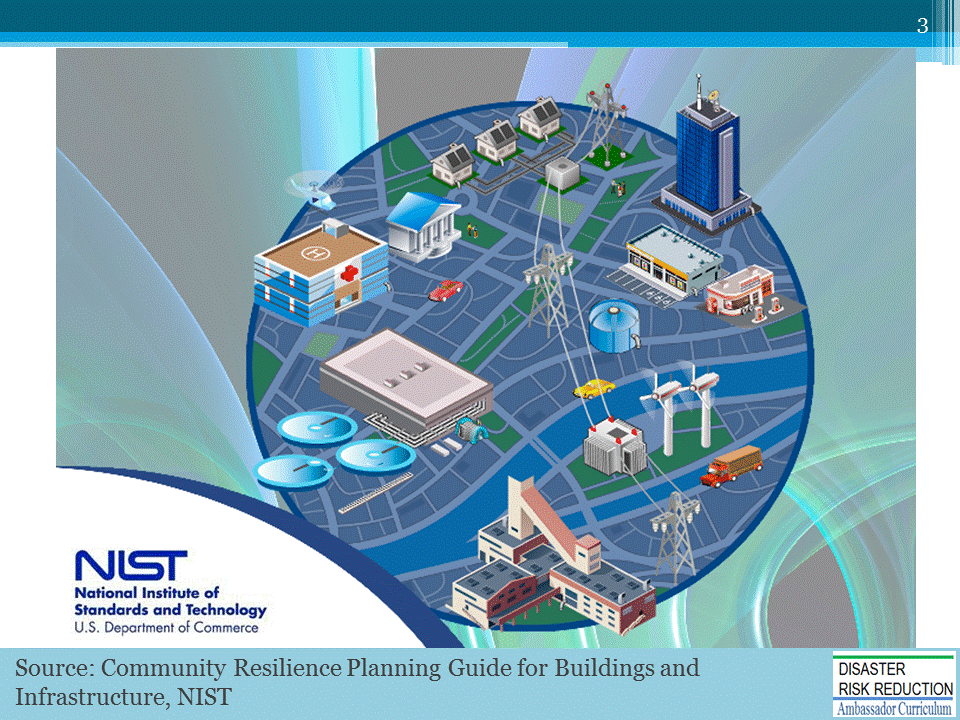 3
H
NIST
National Institute of
Standards and Technology
U.S. Department of Commerce
Source: Community Resilience Planning Guide for Buildings and
Infrastructure, NIST
DISASTER
RISK REDUCTION
Ambassador Curriculum